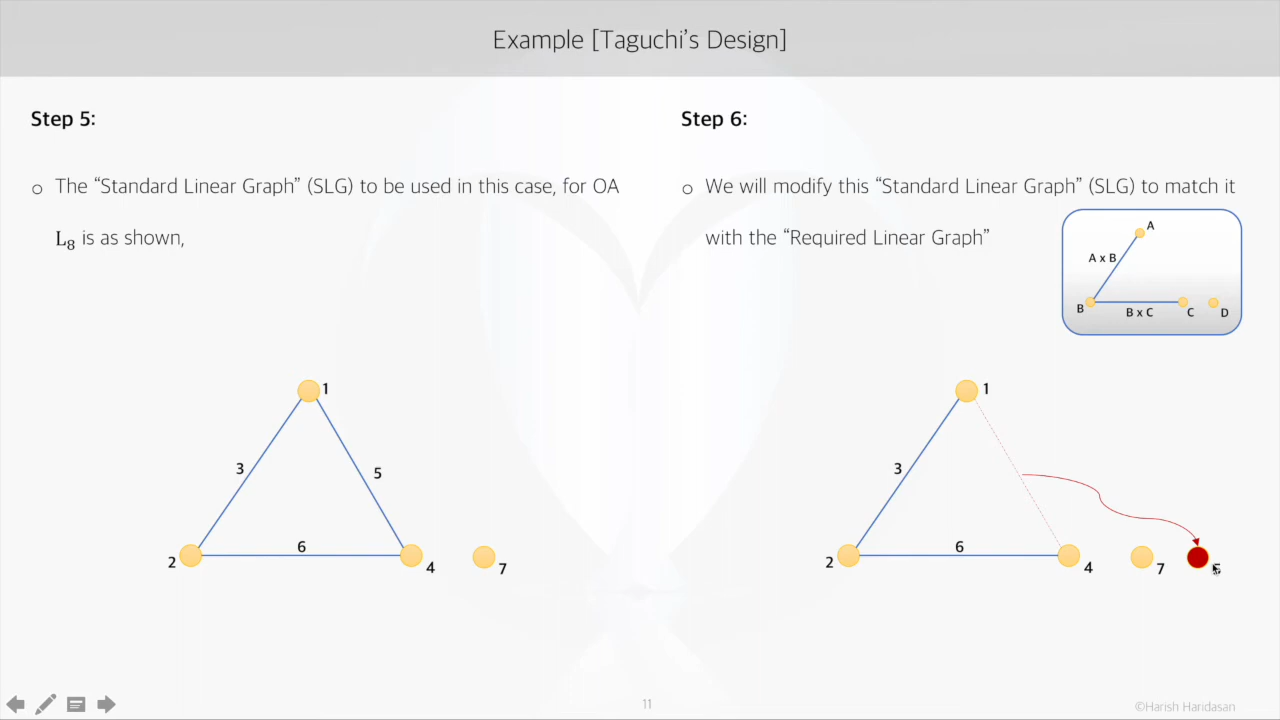 Example [Taguchi's Design]
Step 5:
○ The “Standard Linear Graph” (SLG) to be used in this case, for OA
L₈ is as shown,
1
3
5
6
2
4
7
Step 6:
○ We will modify this “Standard Linear Graph” (SLG) to match it
with the “Required Linear Graph”
A
A x B
B
B x C
C
D
1
3
6
2
4
7
11
©Harish Haridasan